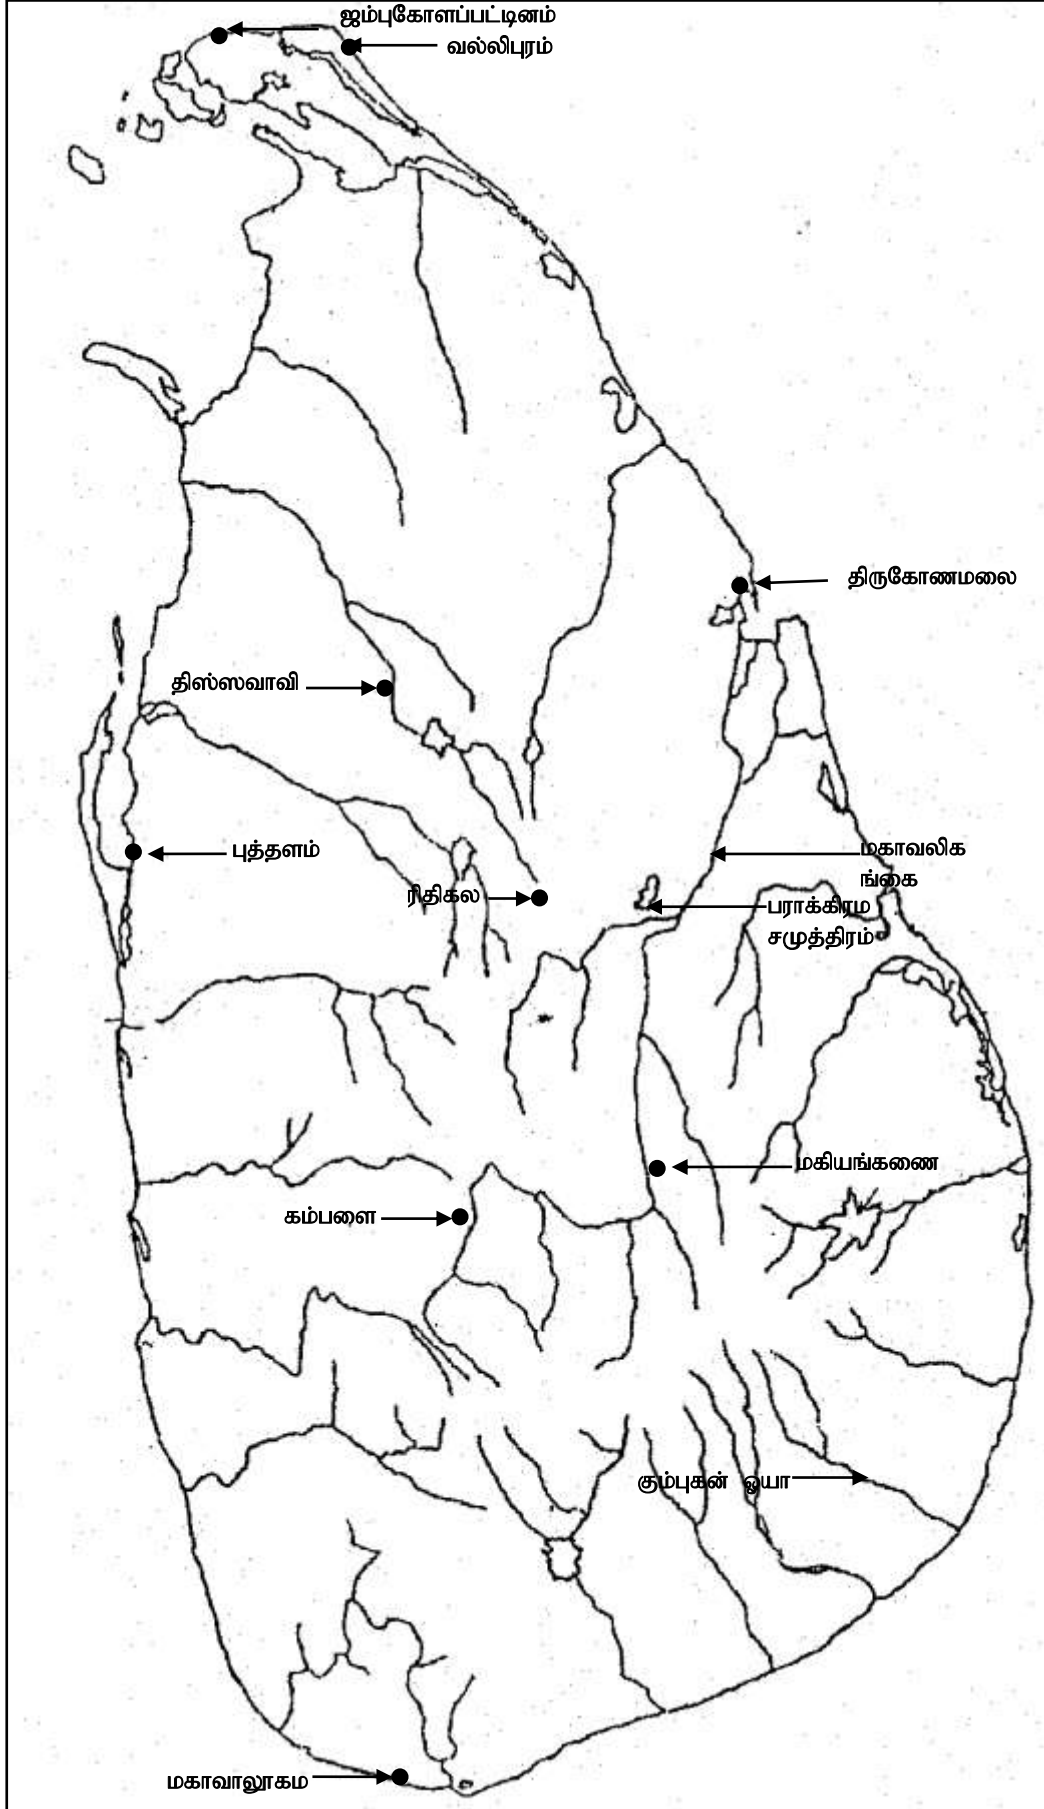 ஜம்புகோளப்பட்டினம்
வல்லிபுரம்
திருகோணமலை
திஸ்ஸவாவி
புத்தளம்
மகாவலிக
ங்கை
ரிதிகல
பராக்கிரம
சமுத்திரம்
மகியங்கணை
கம்பளை
கும்புகன் ஓயா
மகாவாலூகம